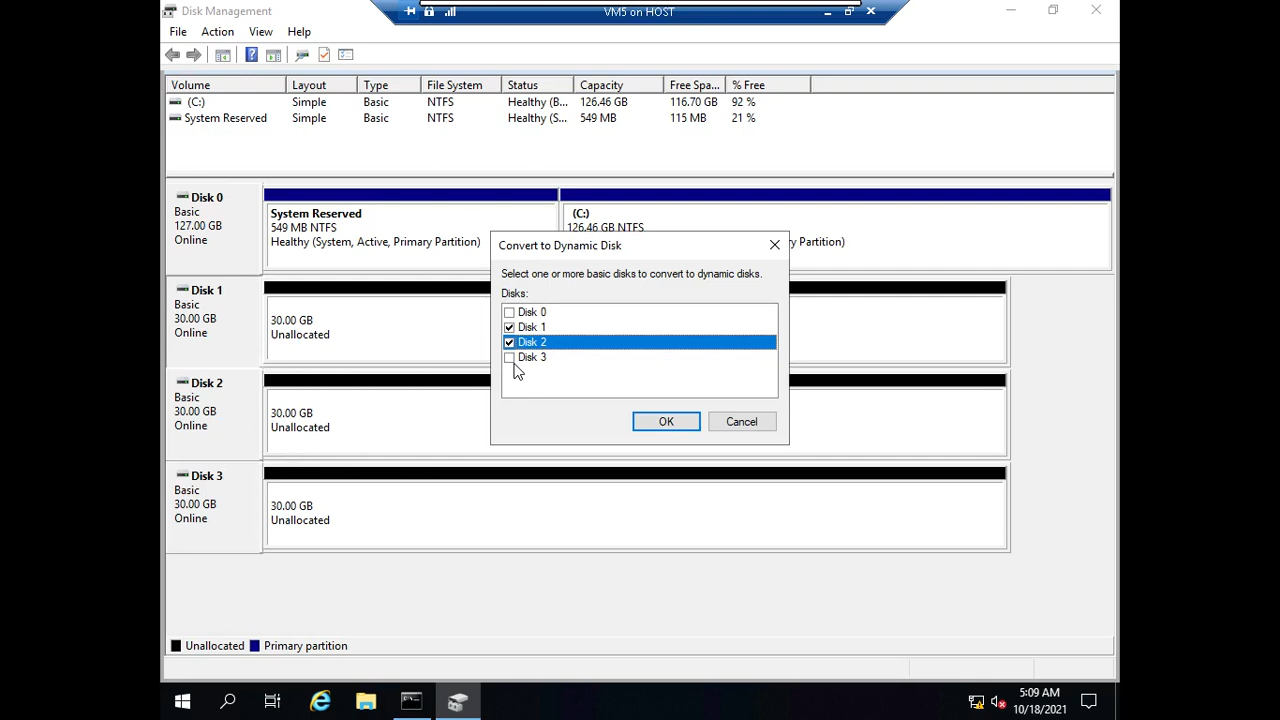 Disk Management
VM5 on HOST
File Action View Help
Volume Layout Type File System Status Capacity Free Spa... % Free
(C:) Simple Basic NTFS Healthy (B... 126.46 GB 116.70 GB 92 %
System Reserved Simple Basic NTFS Healthy (S... 549 MB 115 MB 21 %
Disk 0
Basic
127.00 GB
Online
System Reserved
549 MB NTFS
Healthy (System, Active, Primary Partition)
(C:)
126.46 GB NTFS
y Partition)
Convert to Dynamic Disk
Select one or more basic disks to convert to dynamic disks.
Disks:
Disk 0
Disk 1
Disk 2
Disk 3
OK Cancel
Disk 1
Basic
30.00 GB
Online
30.00 GB
Unallocated
Disk 2
Basic
30.00 GB
Online
30.00 GB
Unallocated
Disk 3
Basic
30.00 GB
Online
30.00 GB
Unallocated
Unallocated Primary partition
5:09 AM
10/18/2021